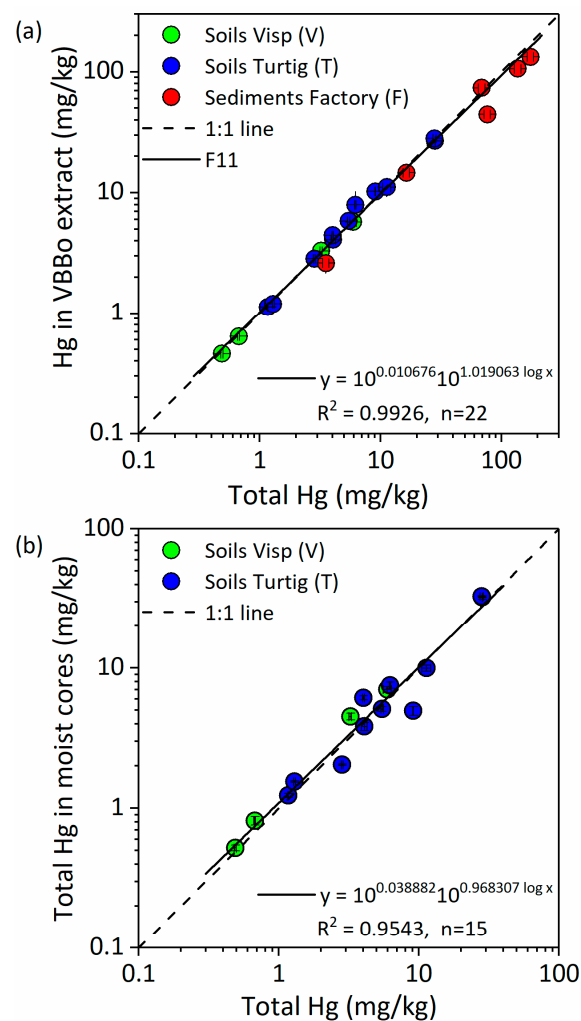 (a)
Soils Visp (V)
Soils Turtig (T)
Sediments Factory (F)
1:1 line
F11
Hg in VBBo extract (mg/kg)
100
10
1
0.1
y = 10^0.010676 10^1.019063 log x
R² = 0.9926, n=22
0.1 1 10 100
Total Hg (mg/kg)
(b)
Soils Visp (V)
Soils Turtig (T)
1:1 line
Total Hg in moist cores (mg/kg)
100
10
1
0.1
y = 10^0.038882 10^0.968307 log x
R² = 0.9543, n=15
0.1 1 10 100
Total Hg (mg/kg)